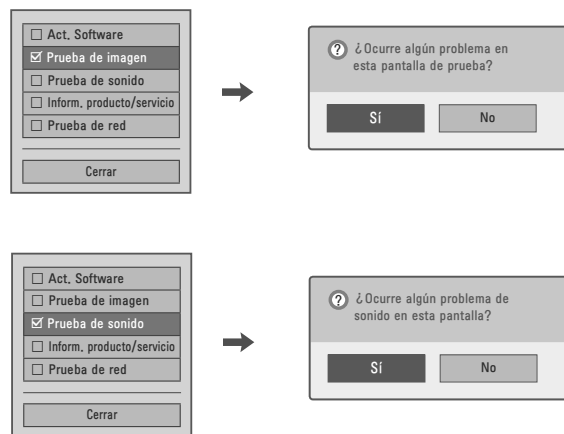 Act. Software
Prueba de imagen
Prueba de sonido
Inform. producto/servicio
Prueba de red
Cerrar
? ¿Ocurre algún problema en
esta pantalla de prueba?
Sí
No
Act. Software
Prueba de imagen
Prueba de sonido
Inform. producto/servicio
Prueba de red
Cerrar
? ¿Ocurre algún problema de
sonido en esta pantalla?
Sí
No